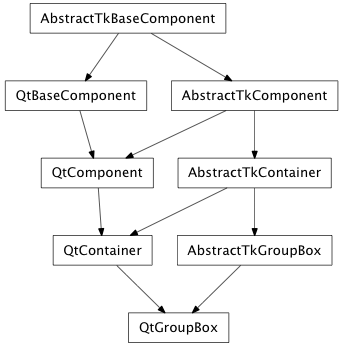 AbstractTkBaseComponent
QtBaseComponent
AbstractTkComponent
QtComponent
AbstractTkContainer
QtContainer
AbstractTkGroupBox
QtGroupBox